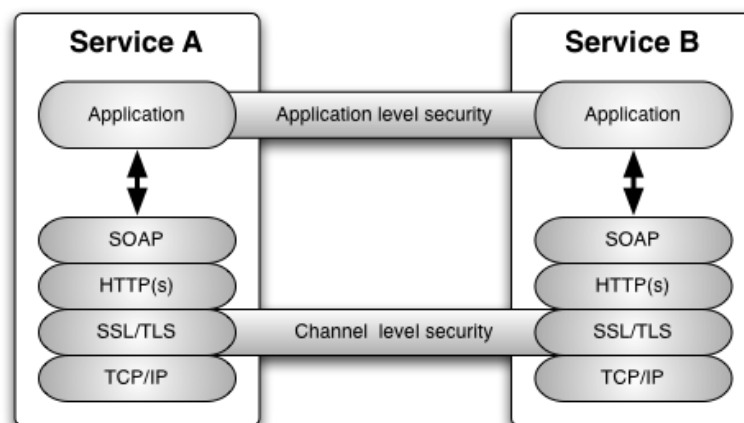 Service A
Service B
Application
Application level security
Application
SOAP
SOAP
HTTP(s)
HTTP(s)
SSL/TLS
Channel level security
SSL/TLS
TCP/IP
TCP/IP